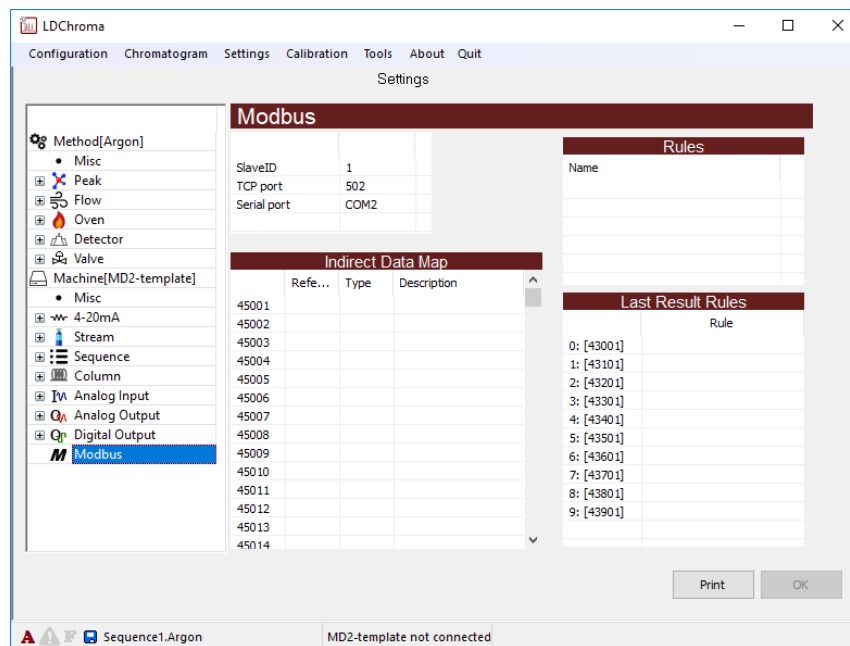 LDChroma
Configuration Chromatogram Settings Calibration Tools About Quit
Settings
Method[Argon]
Misc
Peak
Flow
Oven
Detector
Valve
Machine[MD2-template]
Misc
4-20mA
Stream
Sequence
Column
Analog Input
Analog Output
Digital Output
Modbus
Modbus
SlaveID 1
TCP port 502
Serial port COM2
Indirect Data Map
Refe... Type Description
45001
45002
45003
45004
45005
45006
45007
45008
45009
45010
45011
45012
45013
45014
Rules
Name
Last Result Rules
Rule
0: [43001]
1: [43101]
2: [43201]
3: [43301]
4: [43401]
5: [43501]
6: [43601]
7: [43701]
8: [43801]
9: [43901]
Print OK
A F Sequence1.Argon MD2-template not connected